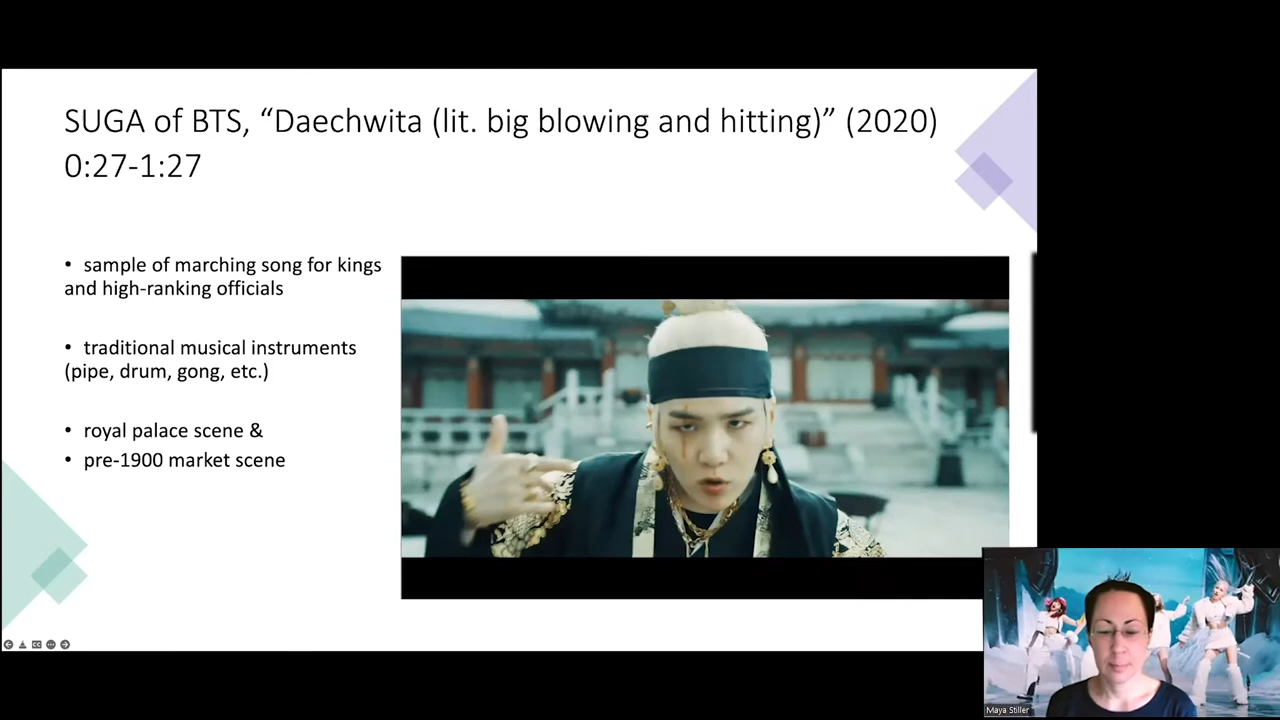 SUGA of BTS, “Daechwita (lit. big blowing and hitting)” (2020)
0:27-1:27
• sample of marching song for kings
and high-ranking officials
• traditional musical instruments
(pipe, drum, gong, etc.)
• royal palace scene &
• pre-1900 market scene
Maya Stiller